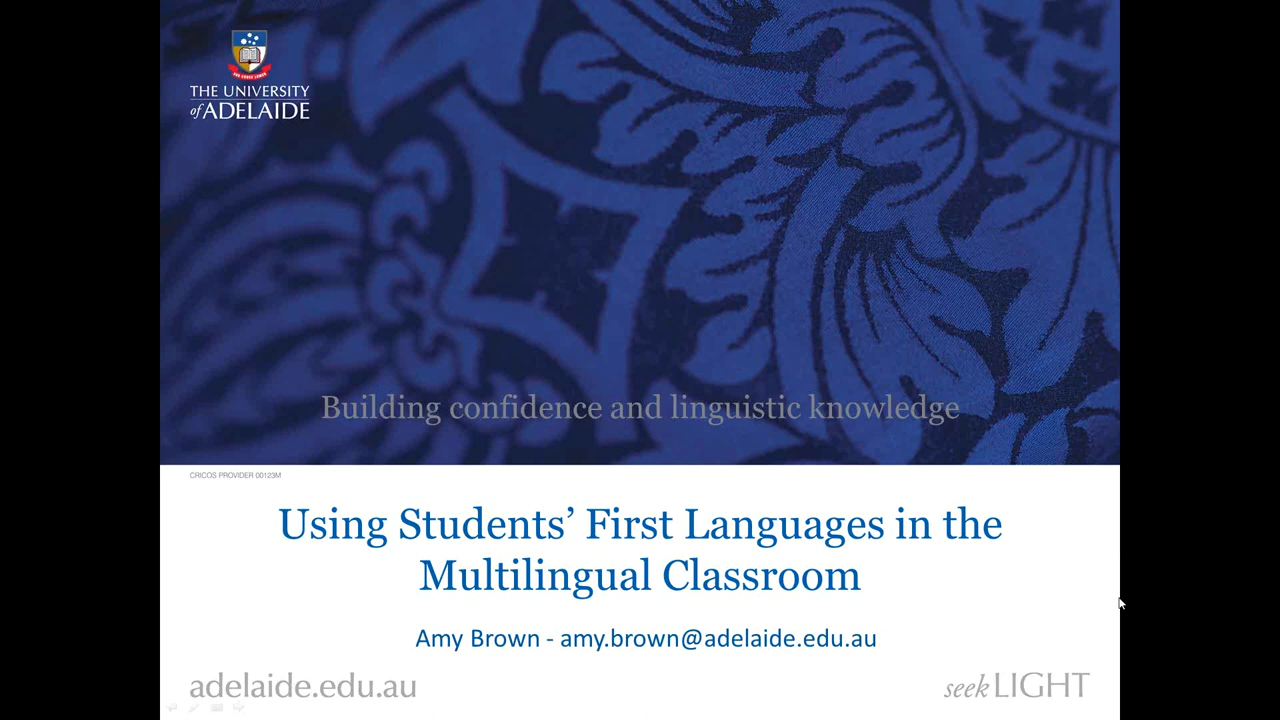 THE UNIVERSITY
of ADELAIDE
Building confidence and linguistic knowledge
CRICOS PROVIDER 00123M
Using Students’ First Languages in the
Multilingual Classroom
Amy Brown - amy.brown@adelaide.edu.au
adelaide.edu.au
seek LIGHT